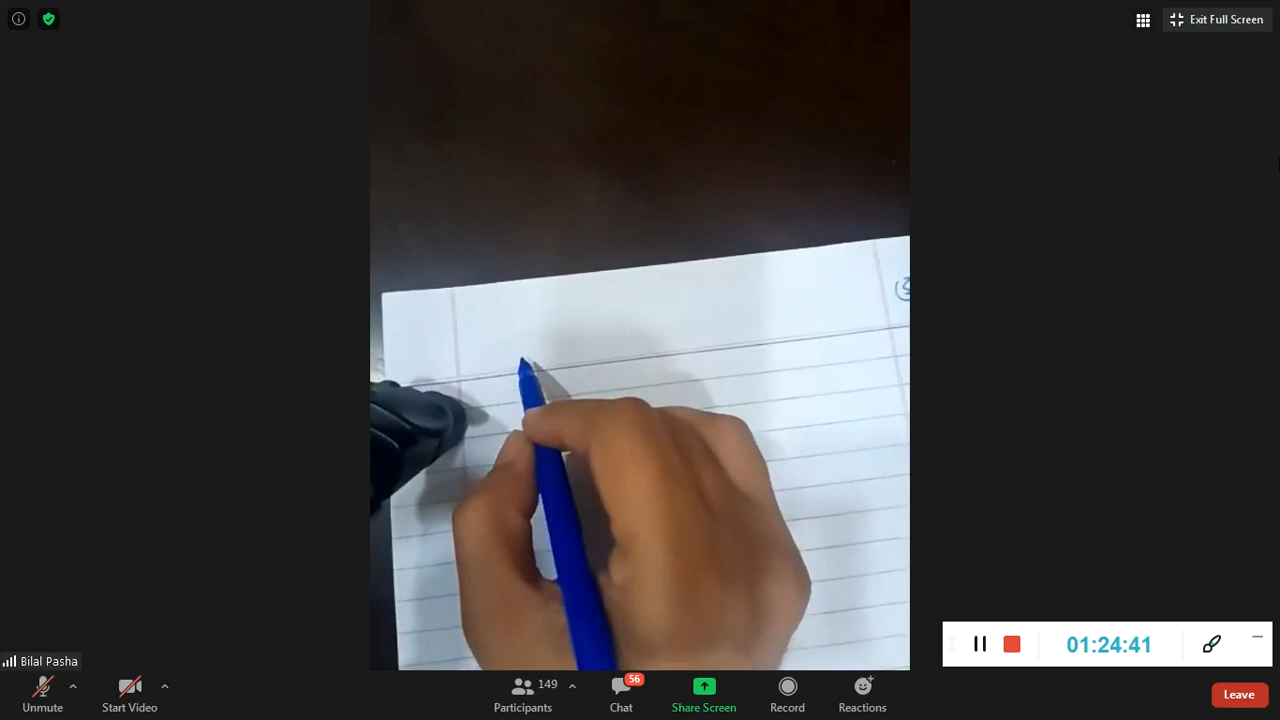 Exit Full Screen
01:24:41
Bilal Pasha
Unmute
Start Video
149
Participants
56
Chat
Share Screen
Record
Reactions
Leave